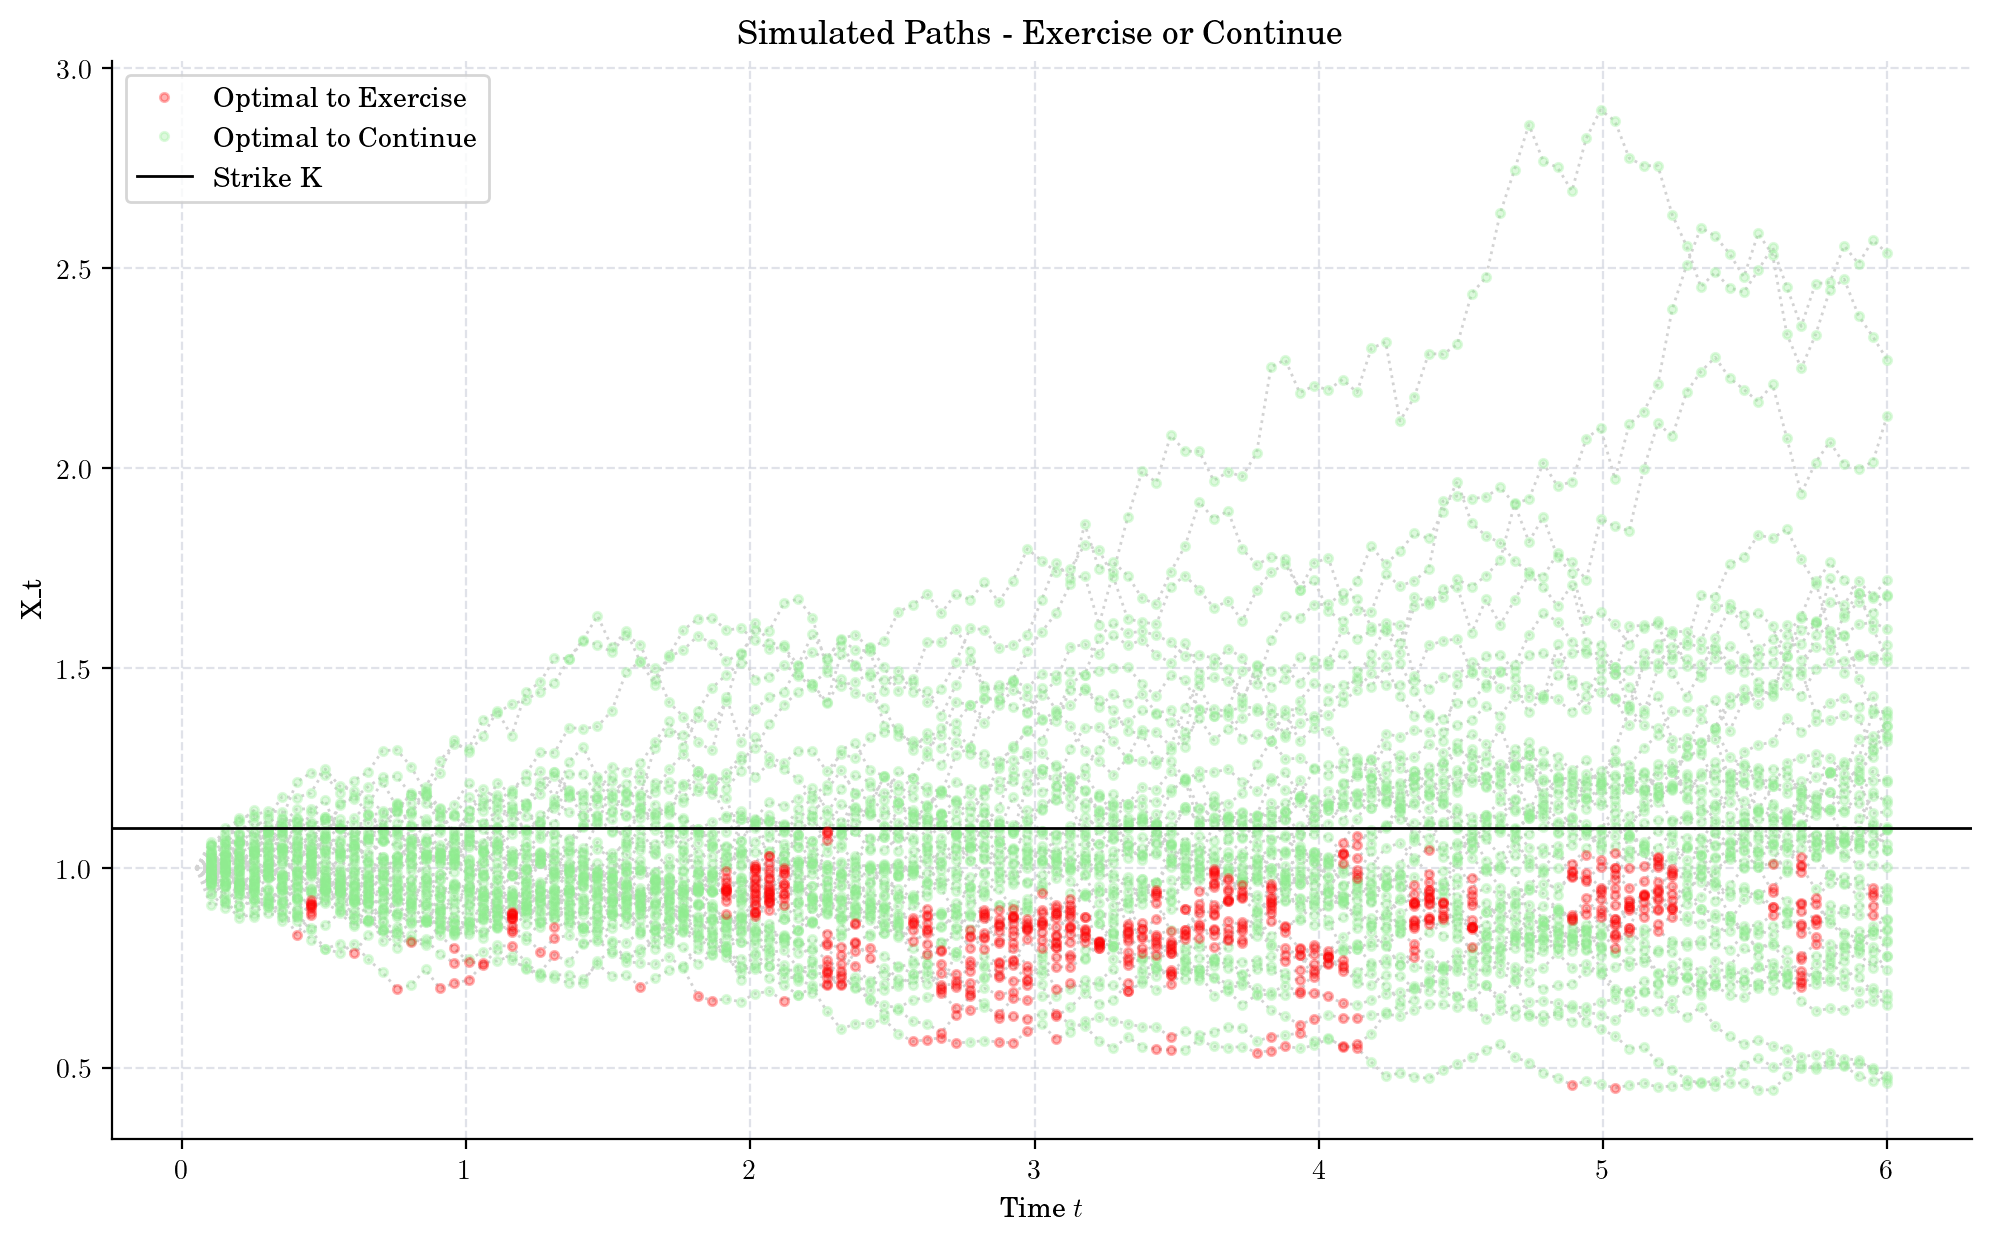 Simulated Paths - Exercise or Continue
Optimal to Exercise
Optimal to Continue
Strike K
3.0
2.5
2.0
1.5
1.0
0.5
X_t
0 1 2 3 4 5 6
Time t